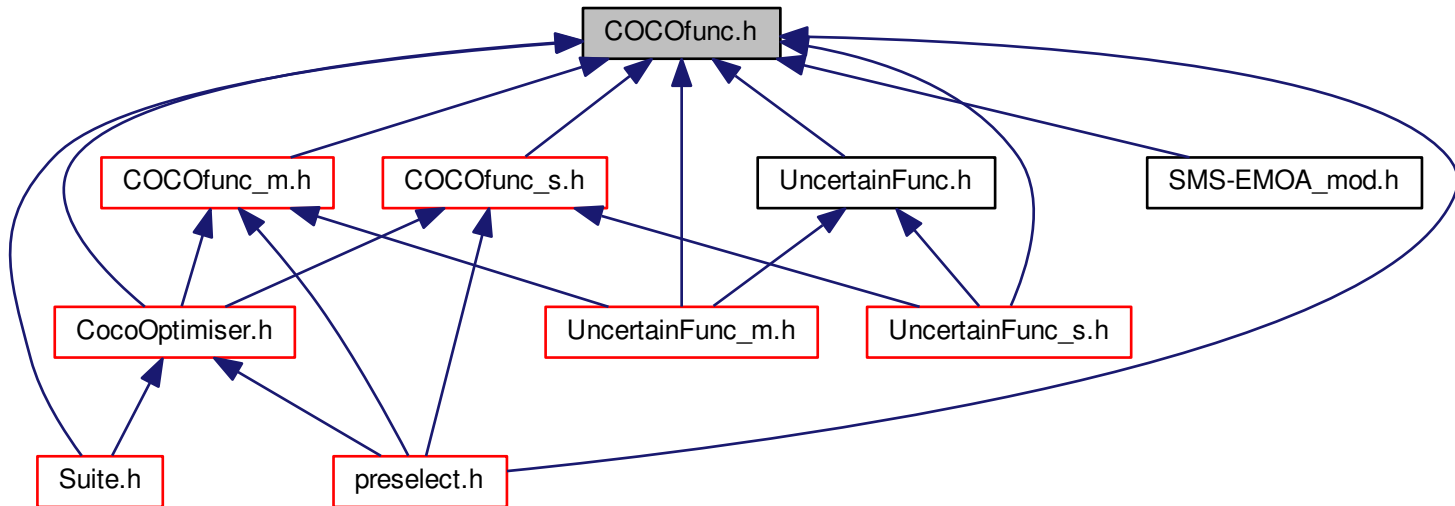 COCOfunc.h
COCOfunc_m.h
COCOfunc_s.h
UncertainFunc.h
SMS-EMOA_mod.h
CocoOptimiser.h
UncertainFunc_m.h
UncertainFunc_s.h
Suite.h
preselect.h